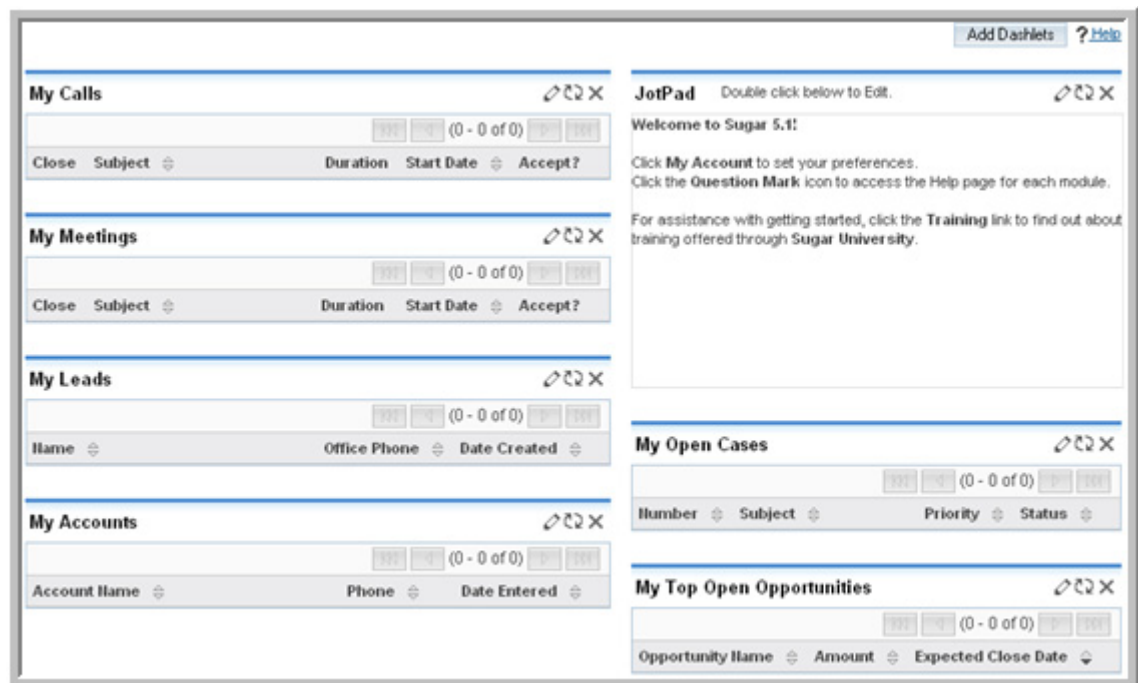 Add Dashlets ? Help
My Calls
(0 - 0 of 0)
Close Subject Duration Start Date Accept?
My Meetings
(0 - 0 of 0)
Close Subject Duration Start Date Accept?
My Leads
(0 - 0 of 0)
Name Office Phone Date Created
My Accounts
(0 - 0 of 0)
Account Name Phone Date Entered
JotPad Double click below to Edit.
Welcome to Sugar 5.1!
Click My Account to set your preferences.
Click the Question Mark icon to access the Help page for each module.
For assistance with getting started, click the Training link to find out about
training offered through Sugar University.
My Open Cases
(0 - 0 of 0)
Number Subject Priority Status
My Top Open Opportunities
(0 - 0 of 0)
Opportunity Name Amount Expected Close Date